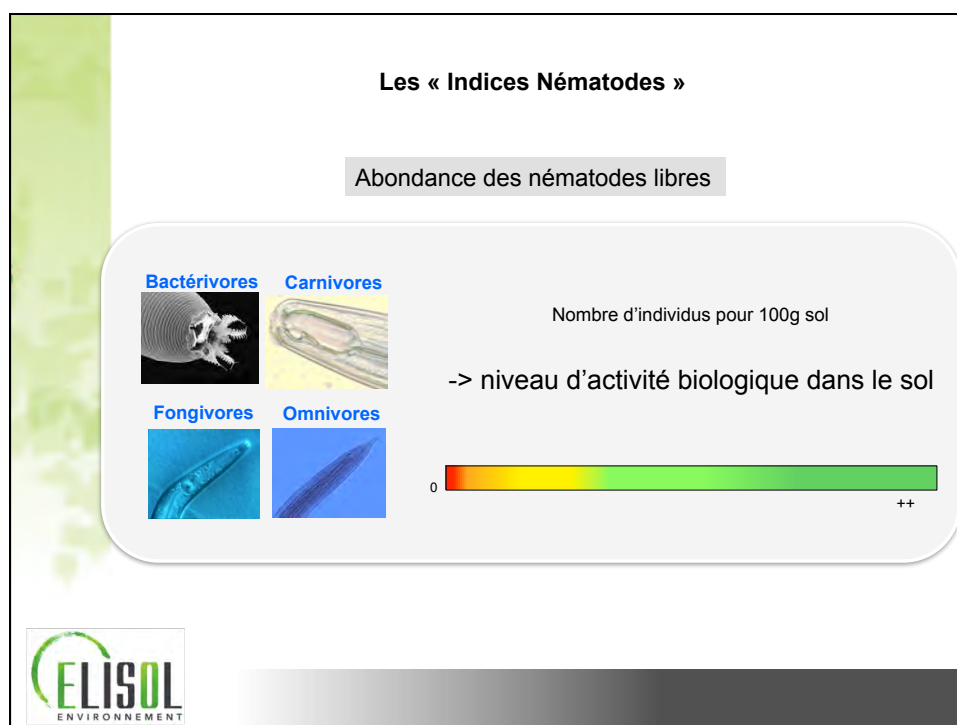 Les « Indices Nématodes »
Abondance des nématodes libres
Bactérivores
Carnivores
Fongivores
Omnivores
Nombre d’individus pour 100g sol
-> niveau d’activité biologique dans le sol
0
++
ELISOL
ENVIRONNEMENT